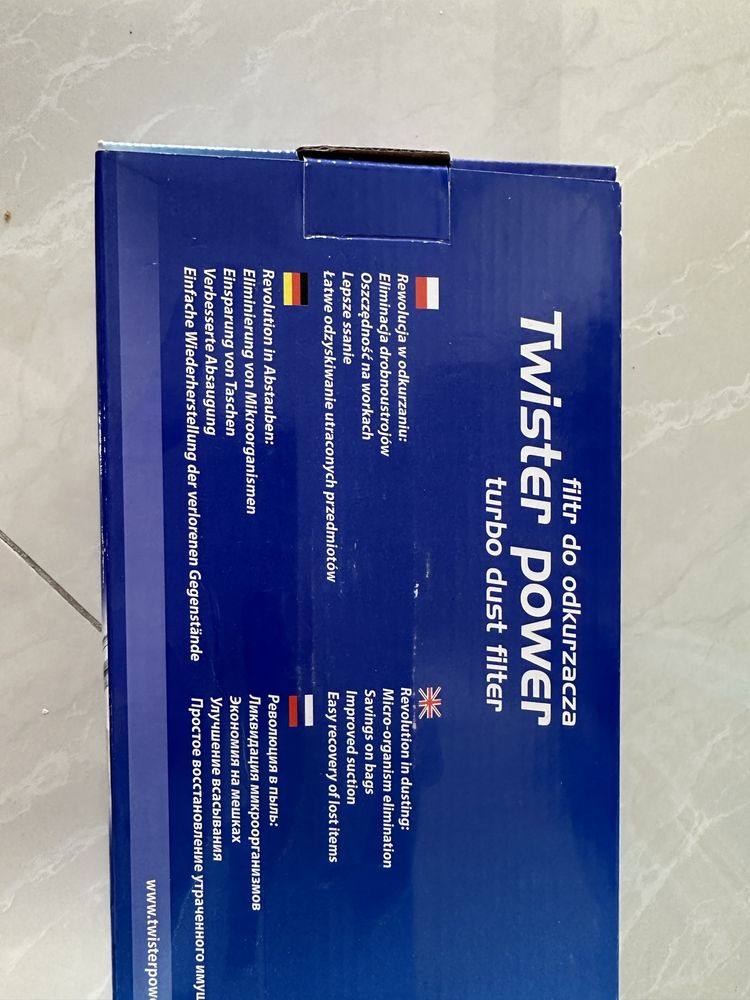 filtr do odkurzacza
Twister power
turbo dust filter
Rewolucja w odkurzaniu:
Eliminacja drobnoustrojów
Oszczędność na workach
Lepsze ssanie
Łatwe odzyskiwanie utraconych przedmiotów
Revolution in dusting:
Micro-organism elimination
Savings on bags
Improved suction
Easy recovery of lost items
Revolution in Abstauben:
Eliminierung von Mikroorganismen
Einsparung von Taschen
Verbesserte Absaugung
Einfache Wiederherstellung der verlorenen Gegenstände
Революция в пыль:
Ликвидация микроорганизмов
Экономия на мешках
Улучшение всасывания
Простое восстановление утраченного имущ
www.twisterpow